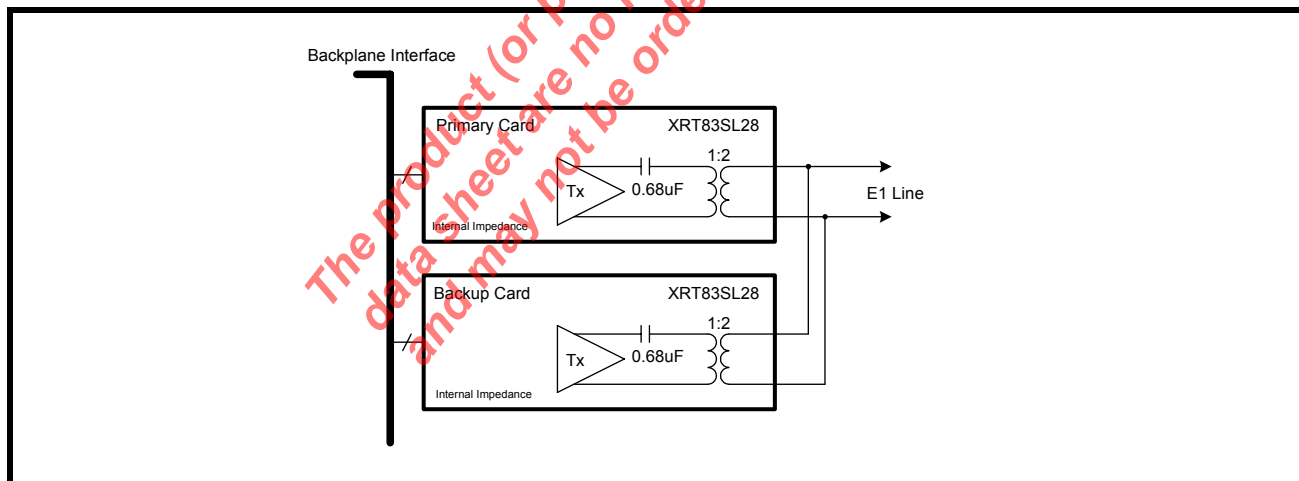 Backplane Interface
Primary Card XRT83SL28
1:2
Tx
0.68uF
E1 Line
Internal Impedance
Backup Card XRT83SL28
1:2
Tx
0.68uF
Internal Impedance
The product (or
data sheet are no
and may not be